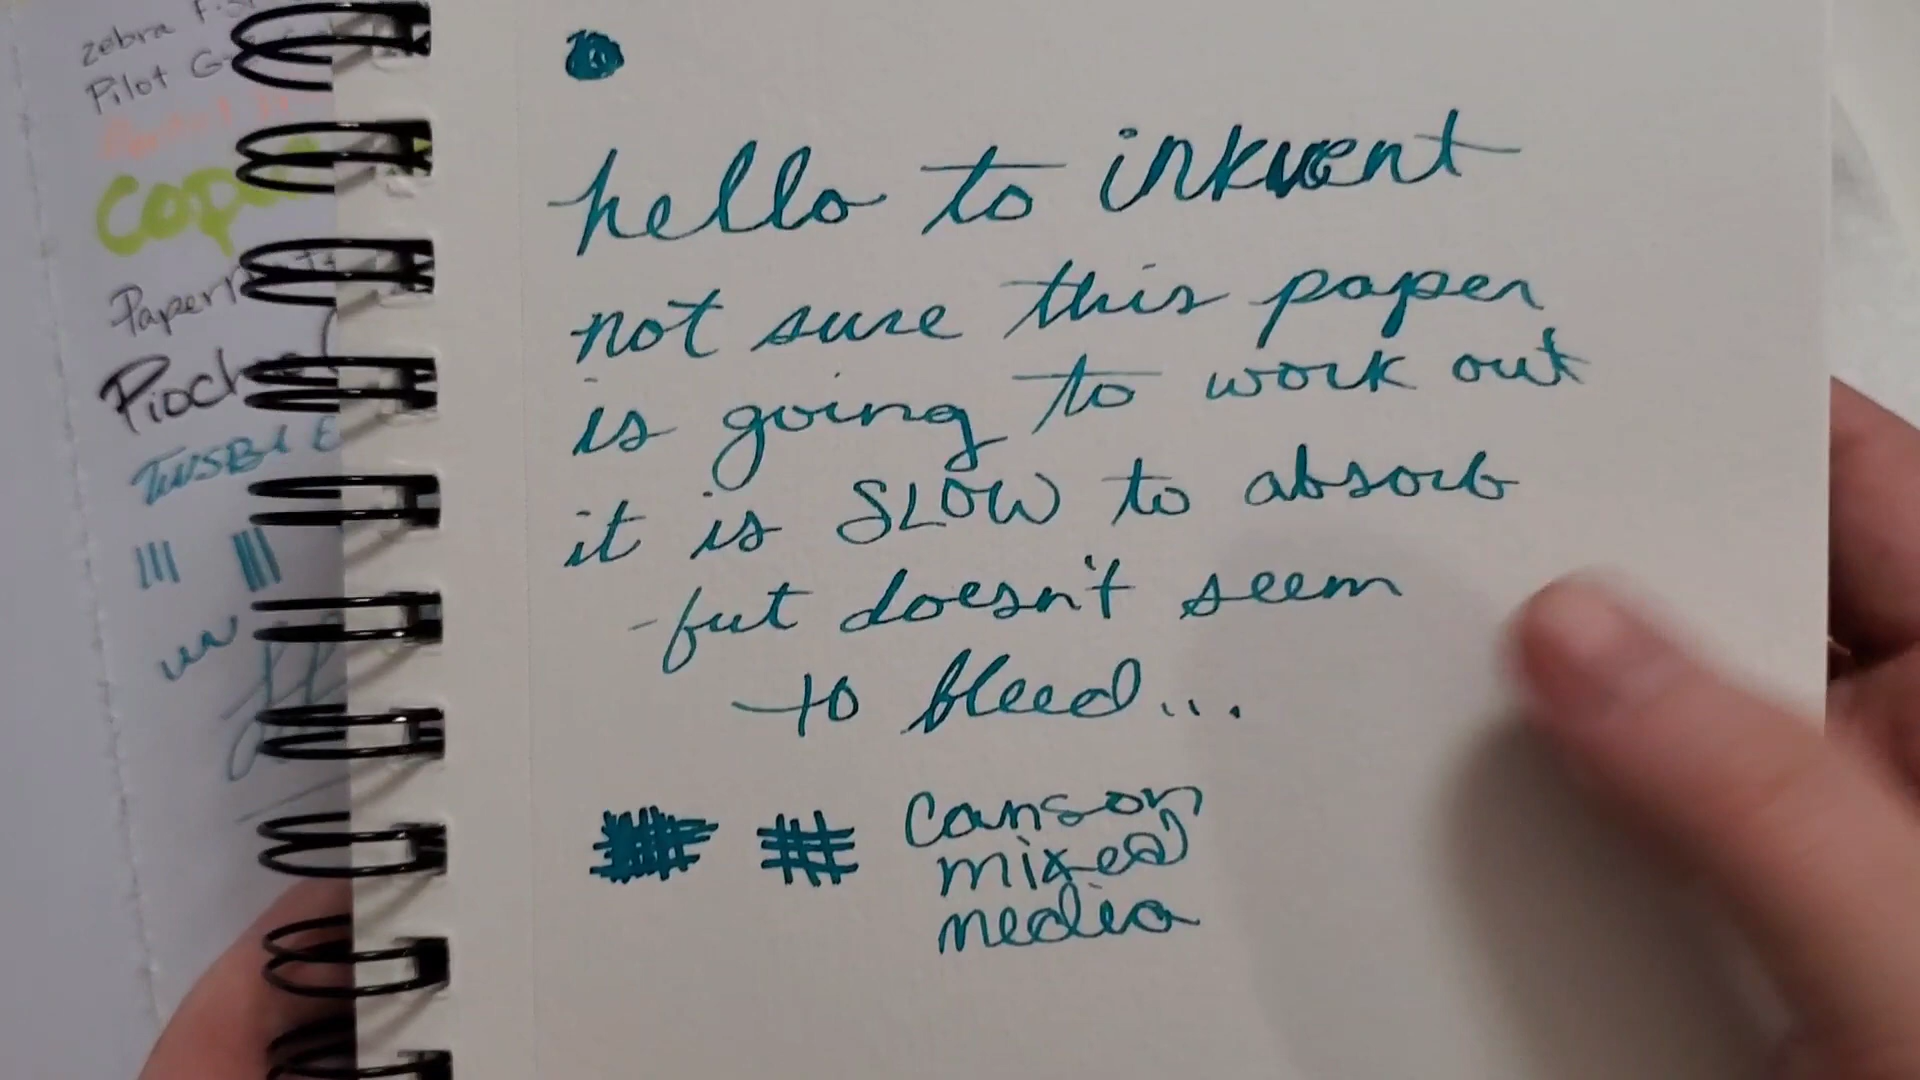 zebra
Pilot
Paper
TWSBI E
hello to inkvent
not sure this paper
is going to work out
it is SLOW to absorb
-but doesn't seem
to bleed...
canson
mixed
media